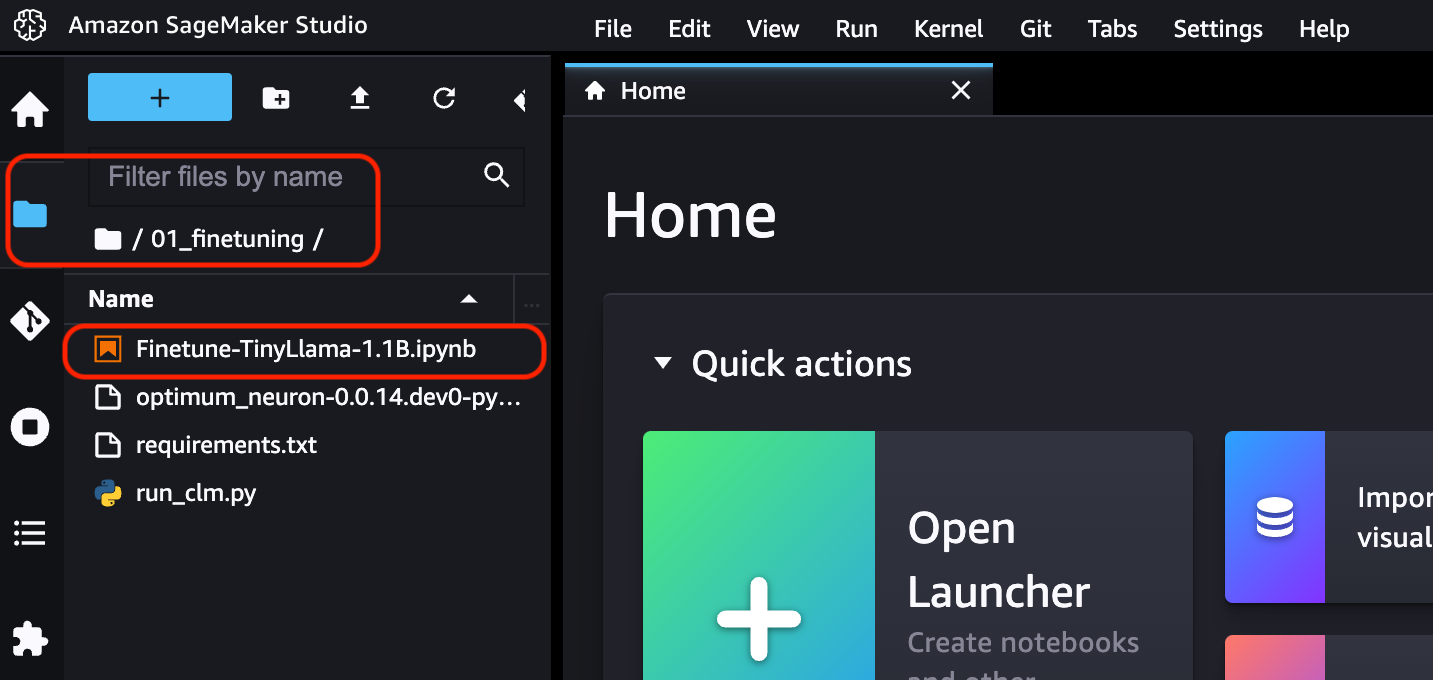 Amazon SageMaker Studio
File Edit View Run Kernel Git Tabs Settings Help
Home
Filter files by name
/ 01_finetuning /
Name
...
Finetune-TinyLlama-1.1B.ipynb
optimum_neuron-0.0.14.dev0-py...
requirements.txt
run_clm.py
Home
Quick actions
Open
Launcher
Create notebooks
and other
Impor
visual